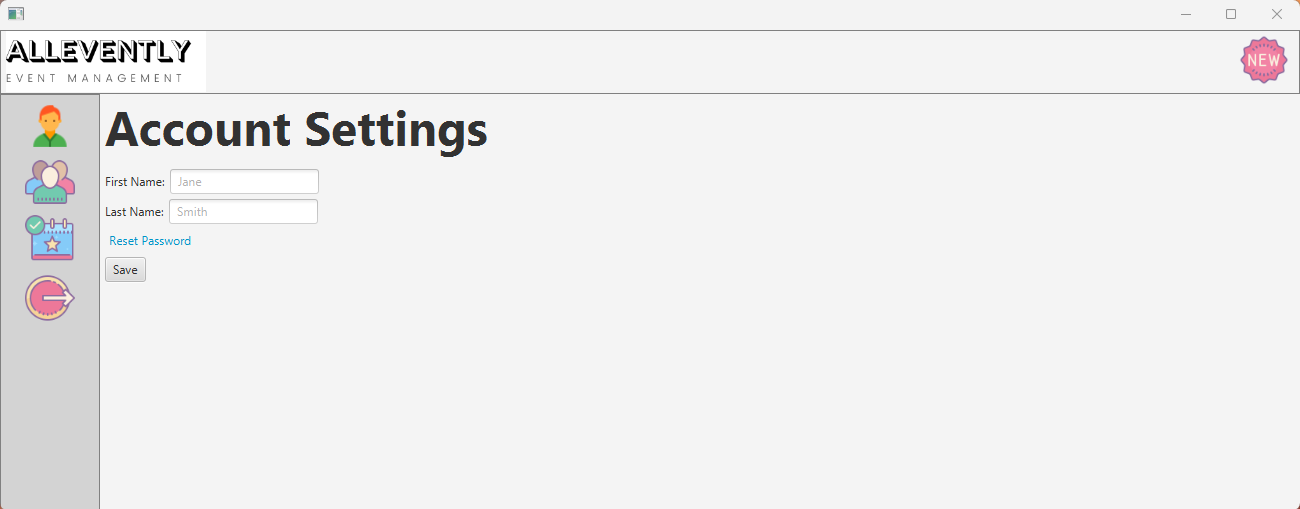 ALLEVENTLY
EVENT MANAGEMENT
NEW
Account Settings
First Name: Jane
Last Name: Smith
Reset Password
Save